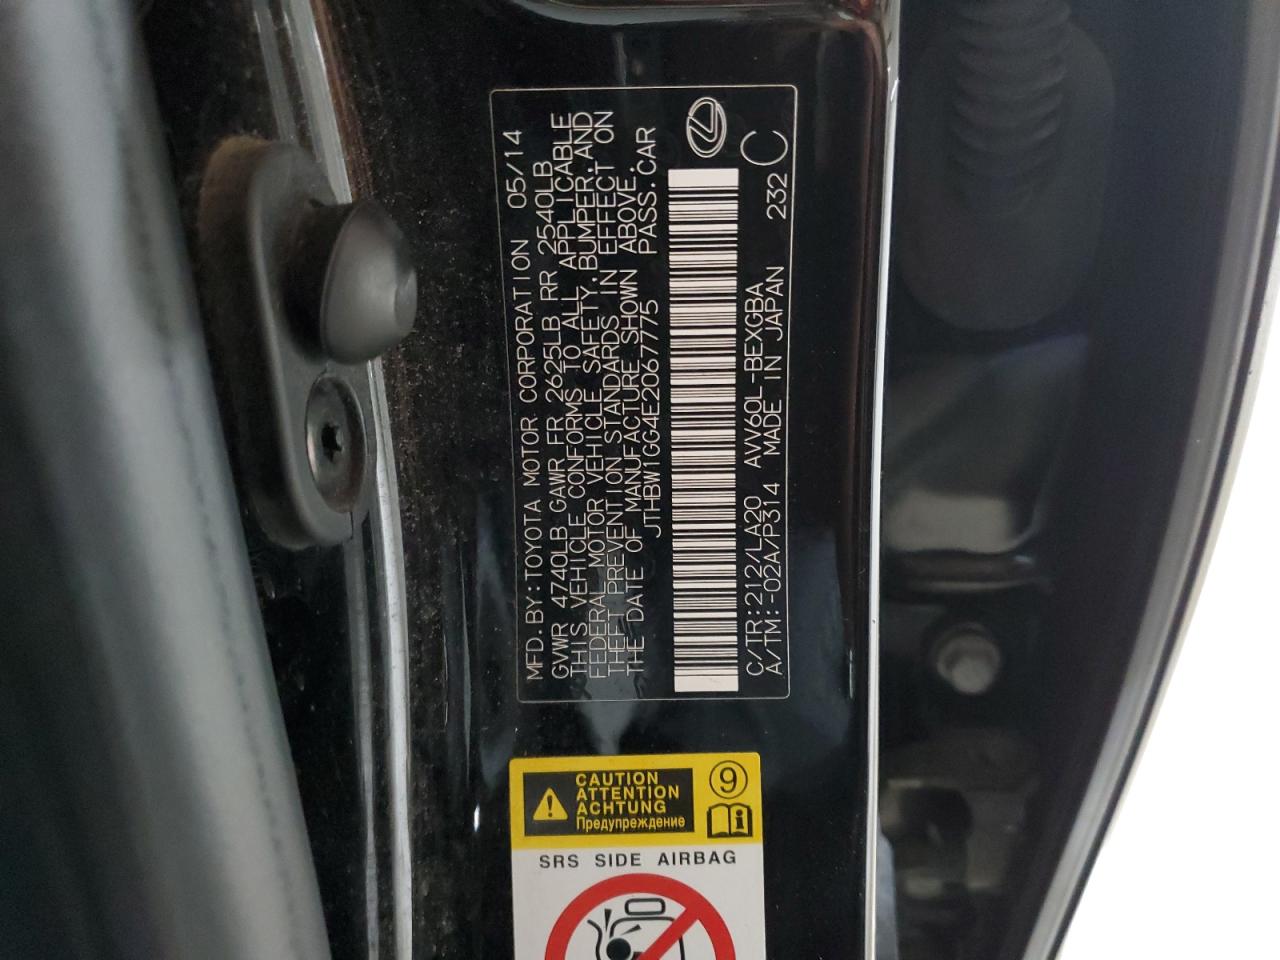 MFD.BY:TOYOTA MOTOR CORPORATION 05/14
GVWR 4740LB GAWR FR 2625LB RR 2540LB
THIS VEHICLE CONFORMS TO ALL APPLICABLE
FEDERAL MOTOR VEHICLE SAFETY,BUMPER,AND
THEFT PREVENTION STANDARDS IN EFFECT ON
THE DATE OF MANUFACTURE SHOWN ABOVE.
JTHBW1GG4E2067775 PASS.CAR
C/TR:212/LA20 AVV60L-BEXGBA 232 C
A/TM:-02A/P314 MADE IN JAPAN
CAUTION
ATTENTION
ACHTUNG
Предупреждение
9
SRS SIDE AIRBAG